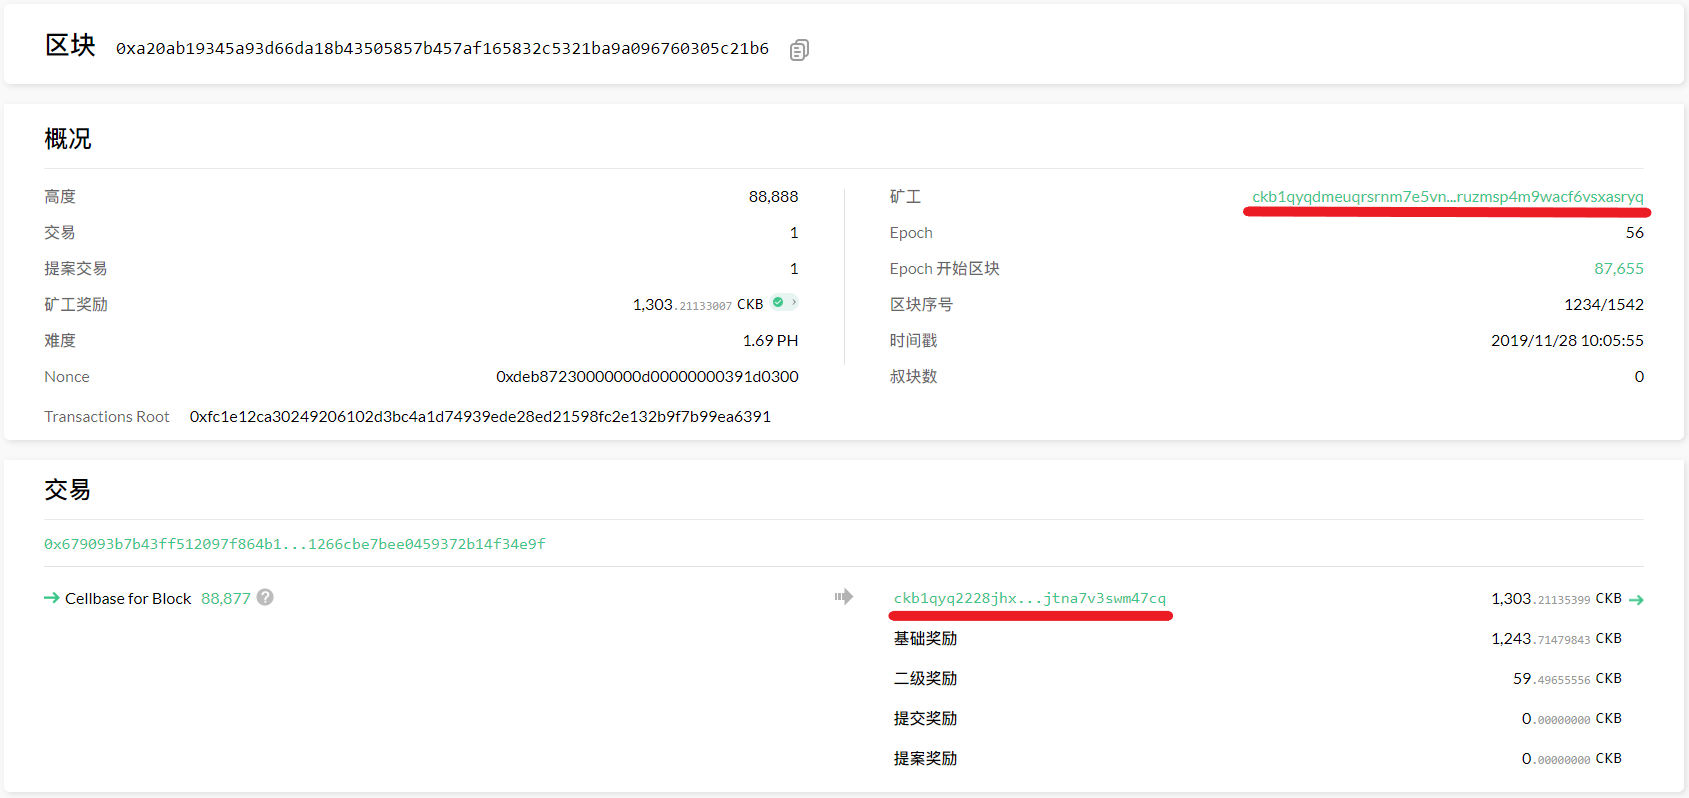 区块 0xa20ab19345a93d66da18b43505857b457af165832c5321ba9a096760305c21b6
概况
高度 88,888
交易 1
提案交易 1
矿工奖励 1,303.21133007 CKB
难度 1.69 PH
Nonce 0xdeb87230000000d00000000391d0300
矿工 ckb1qyqdmeuqrsrnm7e5vn...ruzmsp4m9wacf6vsxasryq
Epoch 56
Epoch 开始区块 87,655
区块序号 1234/1542
时间戳 2019/11/28 10:05:55
叔块数 0
Transactions Root 0xfc1e12ca30249206102d3bc4a1d74939ede28ed21598fc2e132b9f7b99ea6391
交易
0x679093b7b43ff512097f864b1...1266cbe7bee0459372b14f34e9f
Cellbase for Block 88,877 ?
ckb1qyq2228jhx...jtna7v3swm47cq 1,303.21135399 CKB
基础奖励 1,243.71479843 CKB
二级奖励 59.49655556 CKB
提交奖励 0.00000000 CKB
提案奖励 0.00000000 CKB